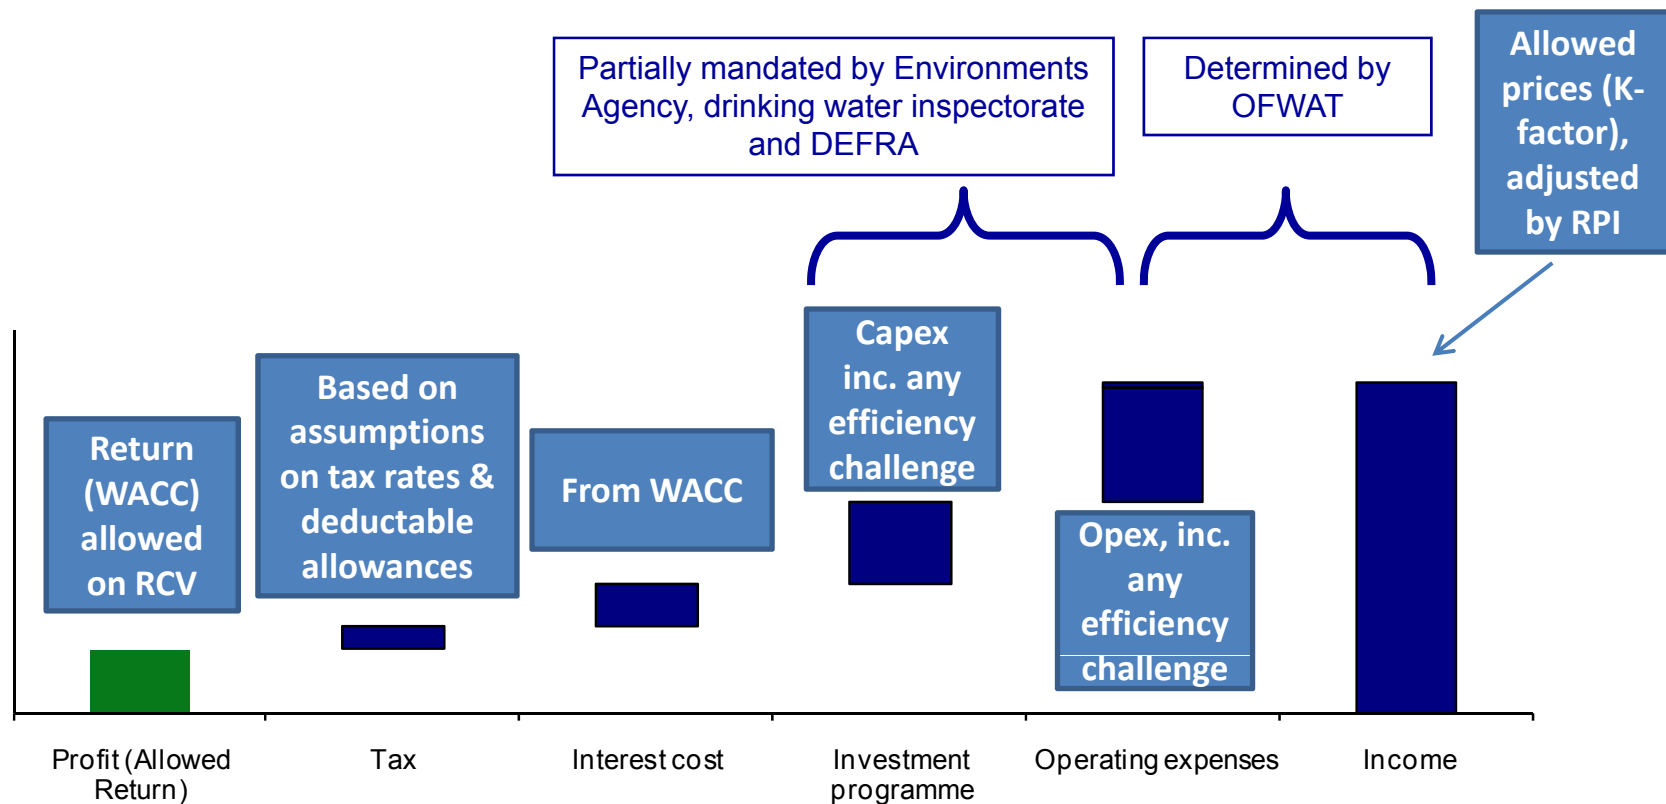 Partially mandated by Environments
Agency, drinking water inspectorate
and DEFRA
Determined by
OFWAT
Allowed
prices (K-
factor),
adjusted
by RPI
Return
(WACC)
allowed
on RCV
Based on
assumptions
on tax rates &
deductable
allowances
From WACC
Capex
inc. any
efficiency
challenge
Opex, inc.
any
efficiency
challenge
Profit (Allowed
Return)
Tax
Interest cost
Investment
programme
Operating expenses
Income